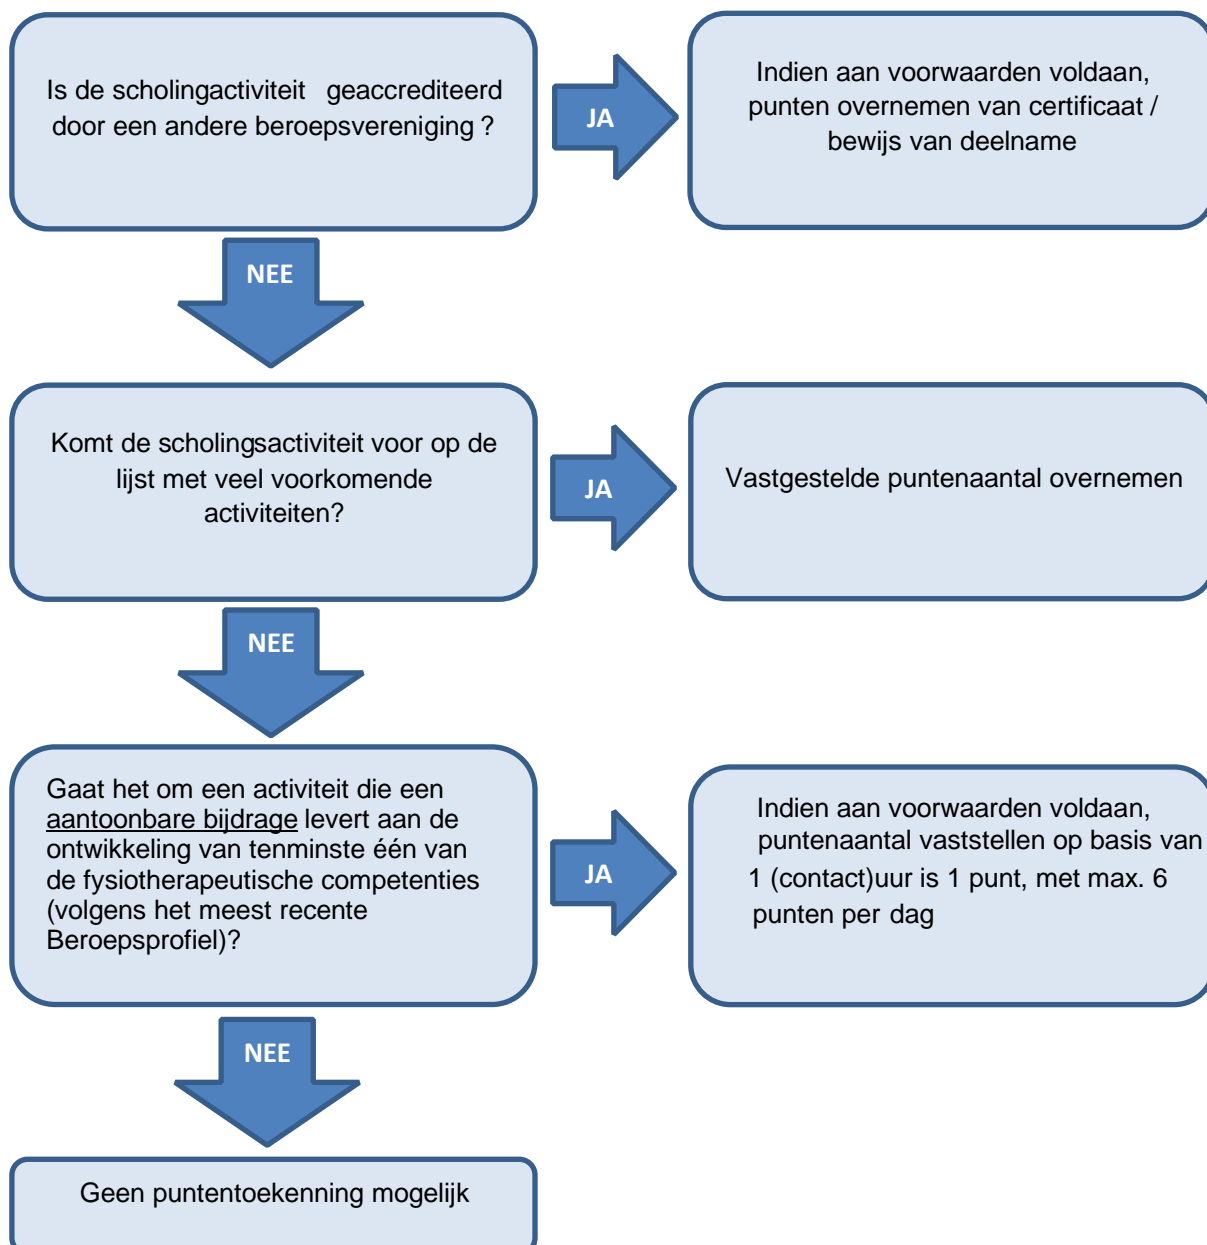 Is de scholingactiviteit geaccrediteerd
door een andere beroepsvereniging ?
JA
Indien aan voorwaarden voldaan,
punten overnemen van certificaat /
bewijs van deelname
NEE
Komt de scholingsactiviteit voor op de
lijst met veel voorkomende
activiteiten?
JA
Vastgestelde puntenaantal overnemen
NEE
Gaat het om een activiteit die een
aantoonbare bijdrage levert aan de
ontwikkeling van tenminste één van
de fysiotherapeutische competenties
(volgens het meest recente
Beroepsprofiel)?
JA
Indien aan voorwaarden voldaan,
puntenaantal vaststellen op basis van
1 (contact)uur is 1 punt, met max. 6
punten per dag
NEE
Geen puntentoekenning mogelijk